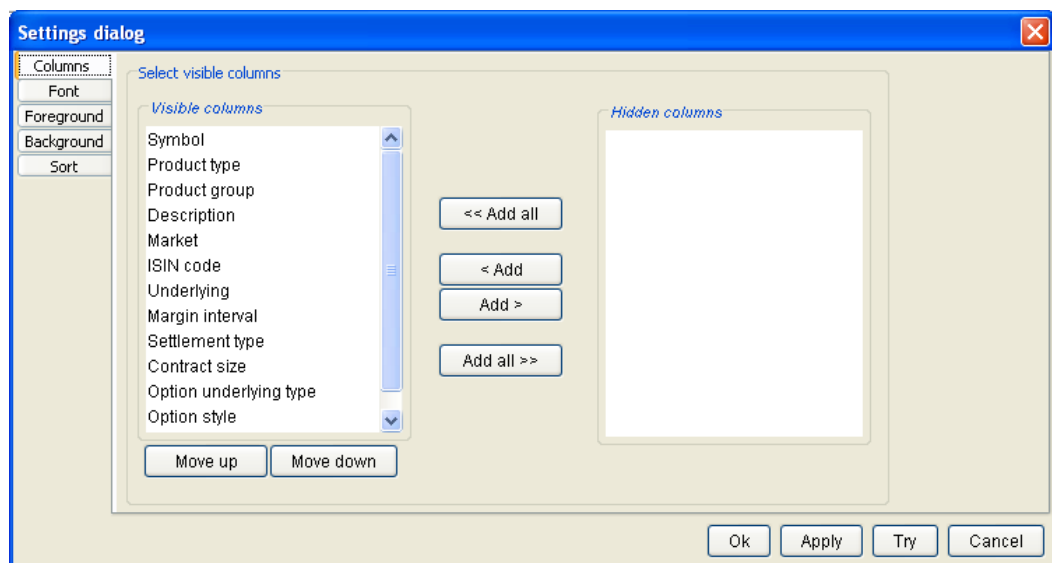 Settings dialog
Columns
Font
Foreground
Background
Sort
Select visible columns
Visible columns
Symbol
Product type
Product group
Description
Market
ISIN code
Underlying
Margin interval
Settlement type
Contract size
Option underlying type
Option style
Move up
Move down
<< Add all
< Add
Add >
Add all >>
Hidden columns
Ok
Apply
Try
Cancel